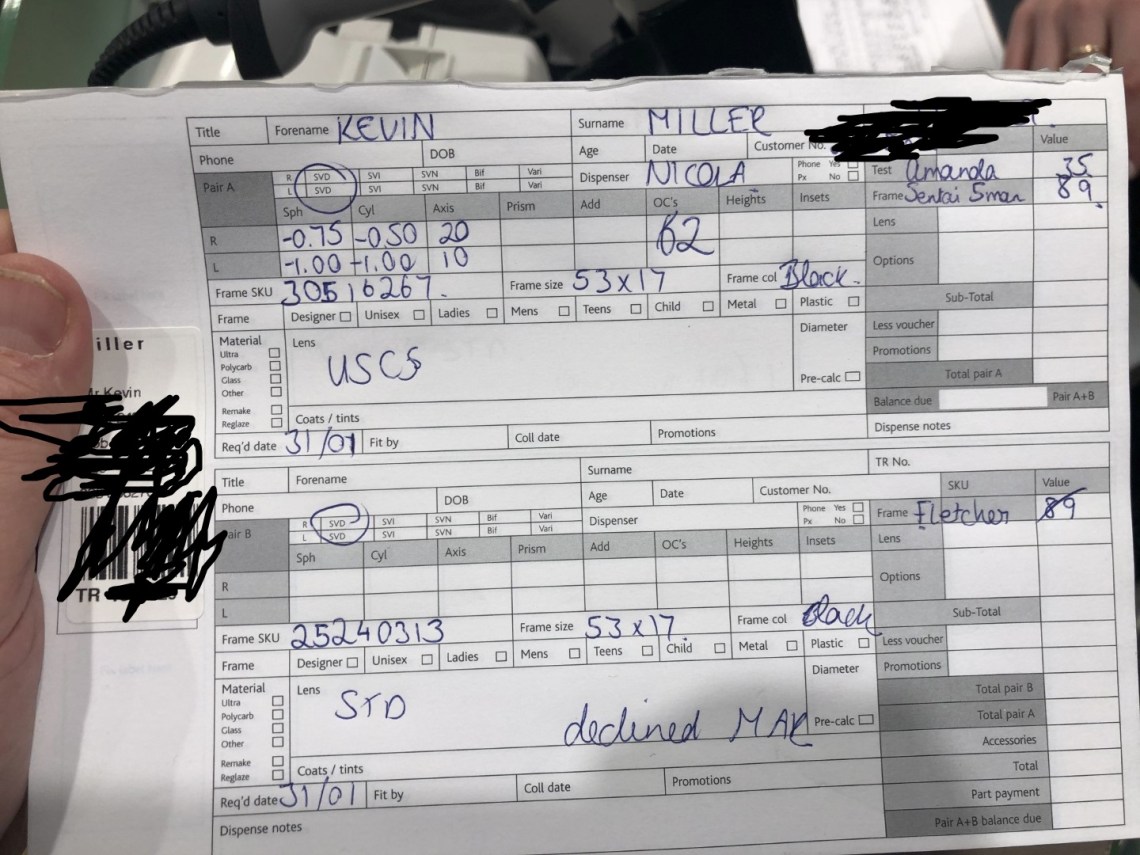 Title Forename KEVIN Surname MILLER
Phone DOB Age Date Customer No. Value
Pair A R SVD SVI SVN Bif Vari Dispenser NICOLA Phone Yes Test Amanda 35.
L SVD SVI SVN Bif Vari Px No
Sph Cyl Axis Prism Add OC's Heights Insets Frame Sentai Sman 89.
R -0.75 -0.50 20 62 Lens
L -1.00 -1.00 10 Options
Frame SKU 30516267. Frame size 53x17 Frame col Black.
Frame Designer Unisex Ladies Mens Teens Child Metal Plastic Sub-Total
Material Lens Diameter Less voucher
Ultra
Polycarb USCS Promotions
Glass
Other Pre-calc Total pair A
Remake Coats / tints Balance due Pair A+B
Reglaze
Req'd date 31/01 Fit by Coll date Promotions Dispense notes
Title Forename Surname TR No.
Phone DOB Age Date Customer No. SKU Value
air B R SVD SVI SVN Bif Vari Dispenser Phone Yes Frame Fletcher 89
L SVD SVI SVN Bif Vari Px No
Sph Cyl Axis Prism Add OC's Heights Insets Lens
R Options
L
Frame SKU 25240313 Frame size 53x17. Frame col Black Sub-Total
Frame Designer Unisex Ladies Mens Teens Child Metal Plastic Less voucher
Material Lens Diameter Promotions
Ultra STD Total pair B
Polycarb
Glass declined MAR Pre-calc Total pair A
Other Accessories
Remake Coats / tints Total
Reglaze
Req'd date 31/01 Fit by Coll date Promotions Part payment
Dispense notes Pair A+B balance due
iller
Mr Kevin
TR